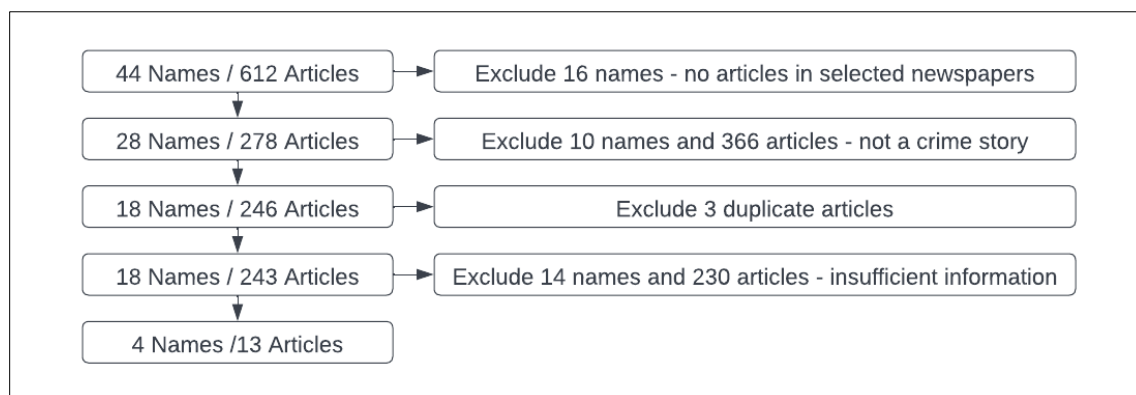 44 Names / 612 Articles
Exclude 16 names - no articles in selected newspapers
28 Names / 278 Articles
Exclude 10 names and 366 articles - not a crime story
18 Names / 246 Articles
Exclude 3 duplicate articles
18 Names / 243 Articles
Exclude 14 names and 230 articles - insufficient information
4 Names /13 Articles